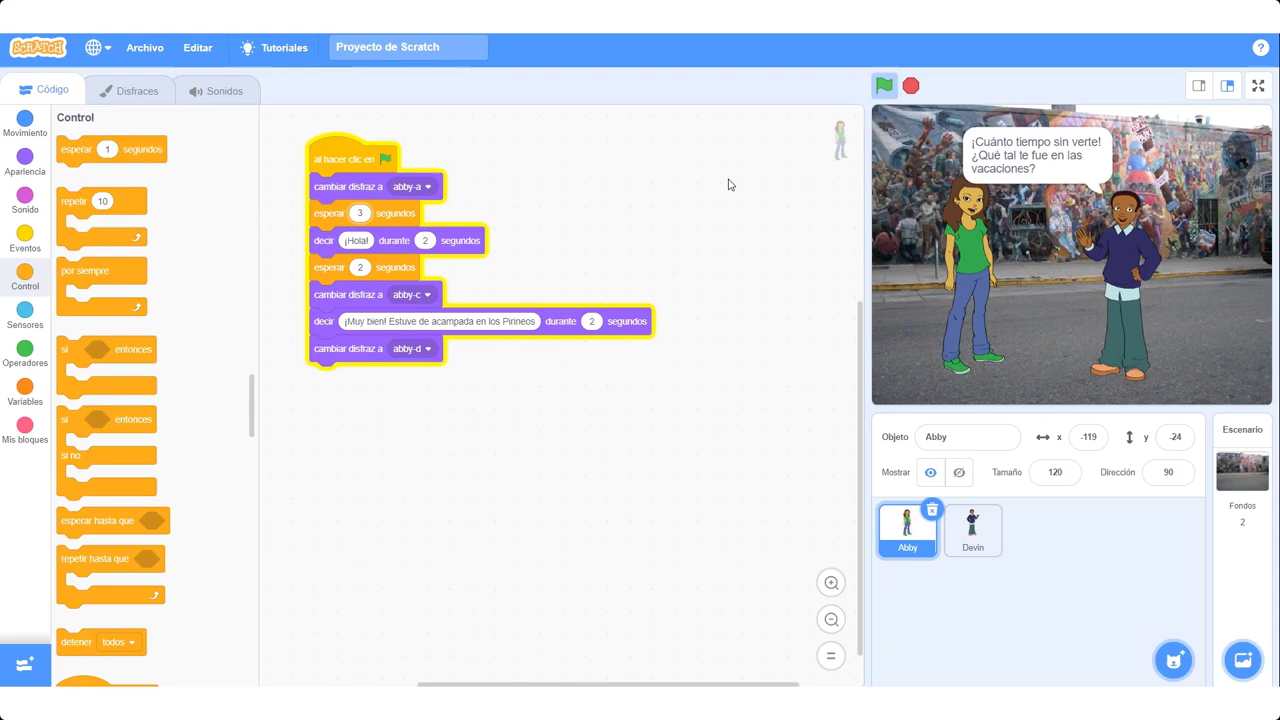 SCRATCH
Archivo
Editar
Tutoriales
Proyecto de Scratch
?
Código
Disfraces
Sonidos
Movimiento
Apariencia
Sonido
Eventos
Control
Sensores
Operadores
Variables
Mis bloques
Control
esperar 1 segundos
repetir 10
por siempre
si entonces
si entonces
si no
esperar hasta que
repetir hasta que
detener todos
al hacer clic en
cambiar disfraz a abby-a
esperar 3 segundos
decir ¡Hola! durante 2 segundos
esperar 2 segundos
cambiar disfraz a abby-c
decir ¡Muy bien! Estuve de acampada en los Pirineos durante 2 segundos
cambiar disfraz a abby-d
¡Cuánto tiempo sin verte!
¿Qué tal te fue en las
vacaciones?
Objeto Abby x -119 y -24
Mostrar Tamaño 120 Dirección 90
Abby
Devin
Escenario
Fondos
2